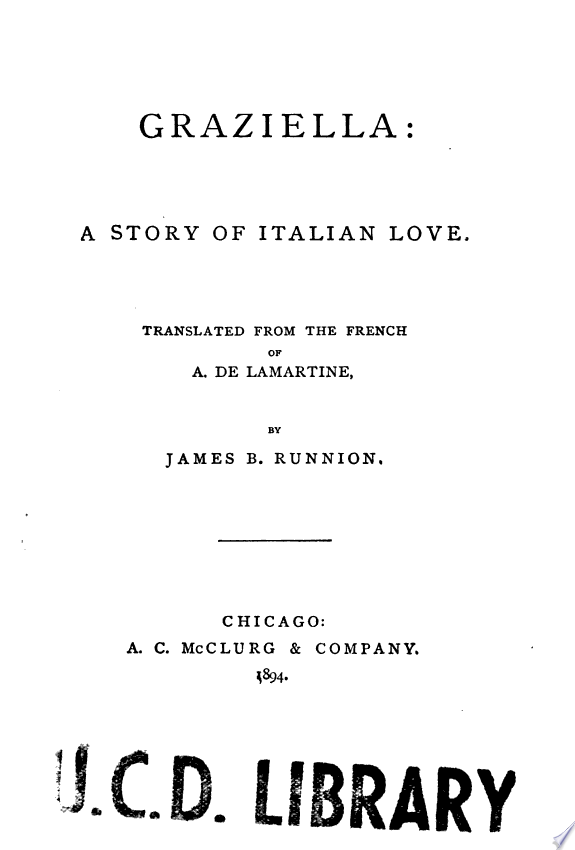 GRAZIELLA:
A STORY OF ITALIAN LOVE.
TRANSLATED FROM THE FRENCH
OF
A. DE LAMARTINE,
BY
JAMES B. RUNNION.
CHICAGO:
A. C. McCLURG & COMPANY.
1894.
U.C.D. LIBRARY